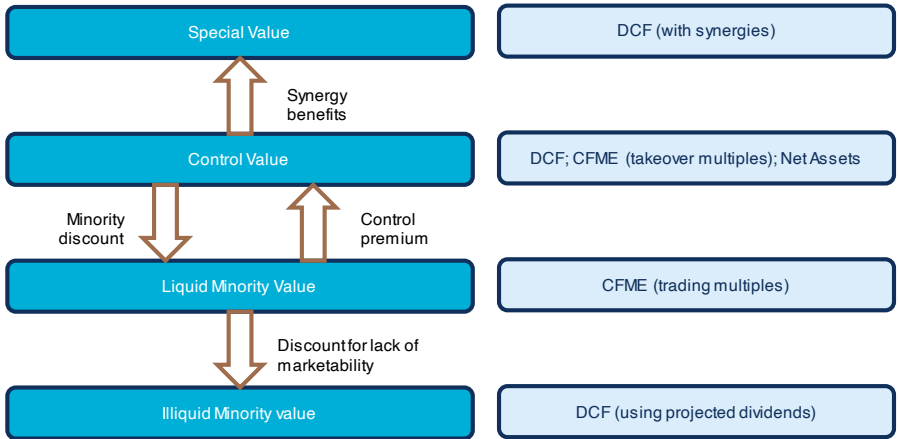 Special Value
DCF (with synergies)
Synergy
benefits
Control Value
DCF; CFME (takeover multiples); Net Assets
Minority
discount
Control
premium
Liquid Minority Value
CFME (trading multiples)
Discount for lack of
marketability
Illiquid Minority value
DCF (using projected dividends)